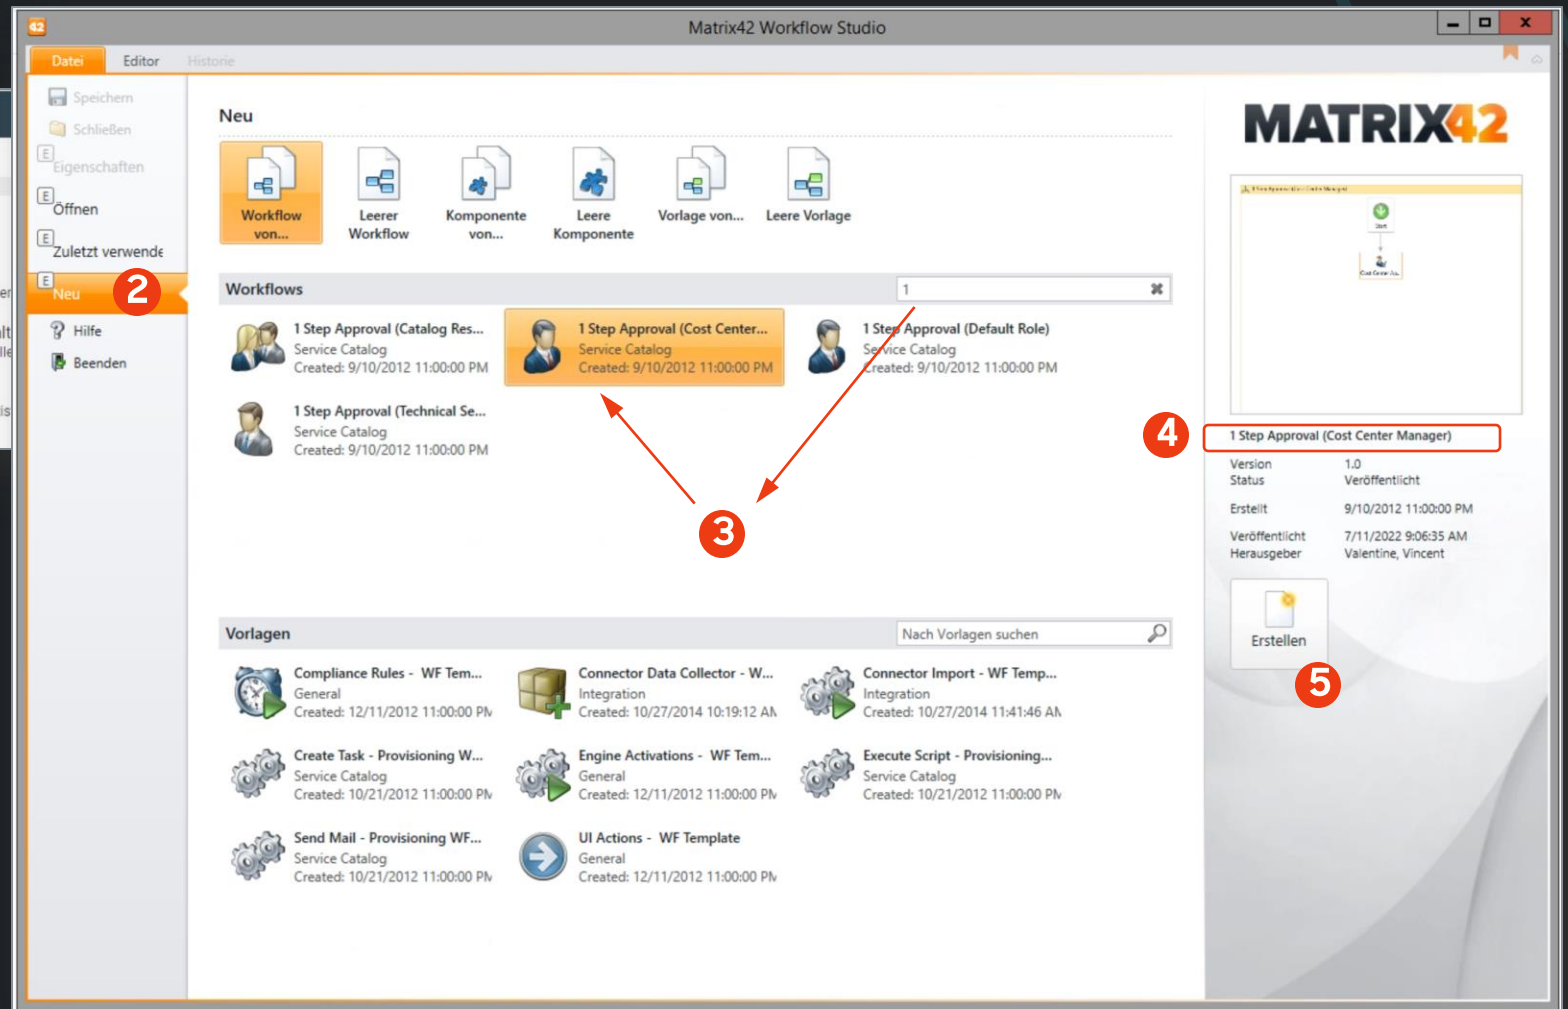 42
Matrix42 Workflow Studio
Datei
Editor
Historie
Speichern
Schließen
E
Eigenschaften
E
Öffnen
E
Zuletzt verwende
E
Neu
2
Hilfe
Beenden
Neu
Workflow
von...
Leerer
Workflow
Komponente
von...
Leere
Komponente
Vorlage von...
Leere Vorlage
Workflows
1
1 Step Approval (Catalog Res...
Service Catalog
Created: 9/10/2012 11:00:00 PM
1 Step Approval (Cost Center...
Service Catalog
Created: 9/10/2012 11:00:00 PM
1 Step Approval (Default Role)
Service Catalog
Created: 9/10/2012 11:00:00 PM
1 Step Approval (Technical Se...
Service Catalog
Created: 9/10/2012 11:00:00 PM
3
Vorlagen
Nach Vorlagen suchen
Compliance Rules - WF Tem...
General
Created: 12/11/2012 11:00:00 PM
Connector Data Collector - W...
Integration
Created: 10/27/2014 10:19:12 AM
Connector Import - WF Temp...
Integration
Created: 10/27/2014 11:41:46 AM
Create Task - Provisioning W...
Service Catalog
Created: 10/21/2012 11:00:00 PM
Engine Activations - WF Tem...
General
Created: 12/11/2012 11:00:00 PM
Execute Script - Provisioning...
Service Catalog
Created: 10/21/2012 11:00:00 PM
Send Mail - Provisioning WF...
Service Catalog
Created: 10/21/2012 11:00:00 PM
UI Actions - WF Template
General
Created: 12/11/2012 11:00:00 PM
MATRIX42
1 Step Approval (Cost Center Manager)
Start
Cost Center Au...
4
1 Step Approval (Cost Center Manager)
Version 1.0
Status Veröffentlicht
Erstellt 9/10/2012 11:00:00 PM
Veröffentlicht 7/11/2022 9:06:35 AM
Herausgeber Valentine, Vincent
Erstellen
5